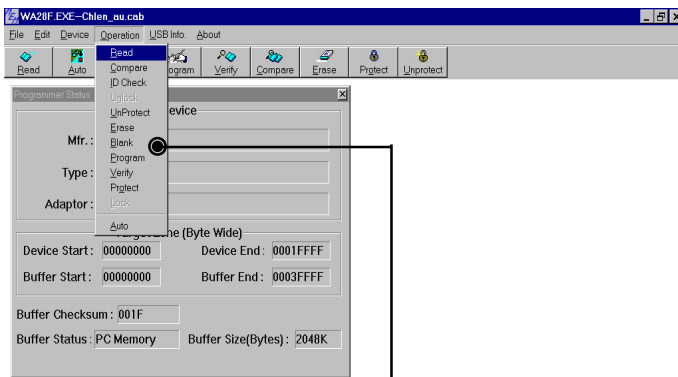 WA28F.EXE—Chlen_au.cab
File Edit Device Operation USB Info. About
Read Auto ogram Verify Compare Erase Protect Unprotect
Programmer Status
Read
Compare
ID Check
Unlock
UnProtect
Erase
Blank
Program
Verify
Protect
Lock
Auto
evice
Mfr. :
Type :
Adaptor :
ne (Byte Wide)
Device Start : 00000000 Device End : 0001FFFF
Buffer Start : 00000000 Buffer End : 0003FFFF
Buffer Checksum : 001F
Buffer Status : PC Memory Buffer Size(Bytes) : 2048K